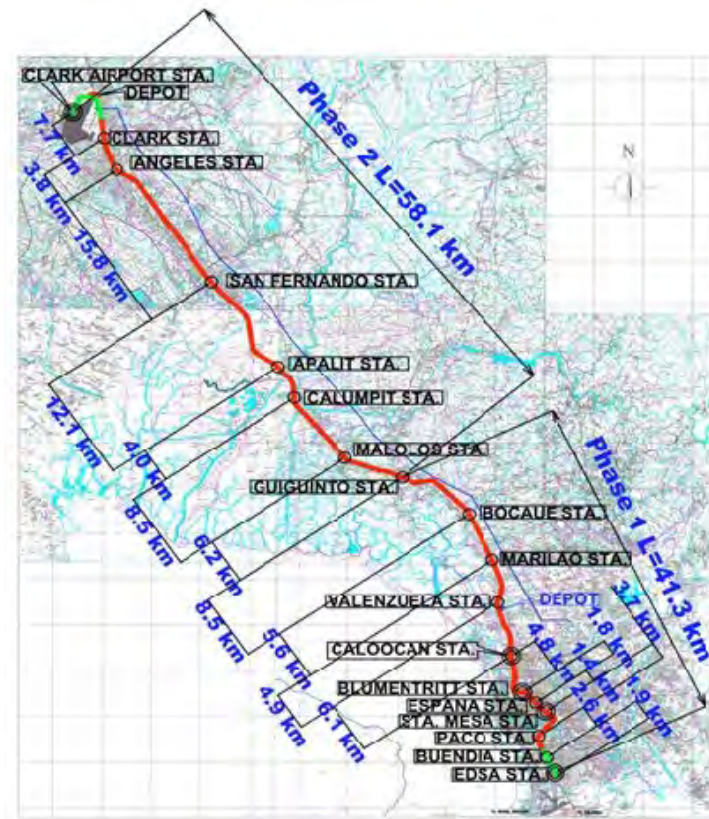 CLARK AIRPORT STA.
DEPOT
7.7 km
CLARK STA.
3.8 km
ANGELES STA.
15.8 km
Phase 2 L=58.1 km
N
SAN FERNANDO STA.
12.1 km
APALIT STA.
4.0 km
CALUMPIT STA.
8.5 km
MALOLOS STA.
6.2 km
GUIGUINTO STA.
Phase 1 L=41.3 km
8.5 km
BOCAUE STA.
5.6 km
MARILAO STA.
4.9 km
VALENZUELA STA.
DEPOT
6.1 km
CALOOCAN STA.
4.8 km
1.8 km
3.7 km
BLUMENTRITT STA.
1.4 km
ESPAÑA STA.
2.6 km
1.9 km
STA. MESA STA
PACO STA.
BUENDIA STA.
EDSA STA.